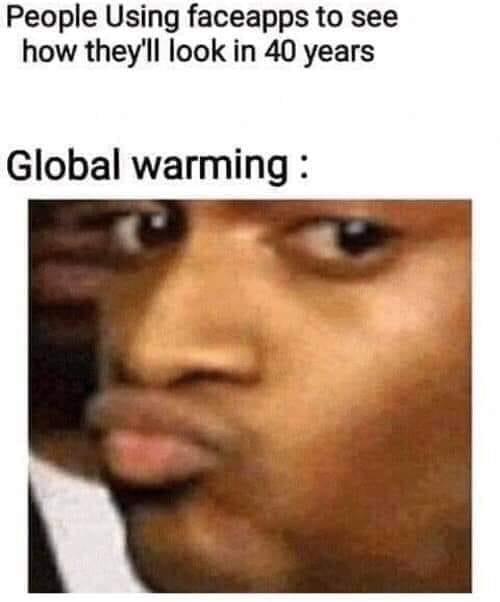 People Using faceapps to see
how they'll look in 40 years
Global warming :